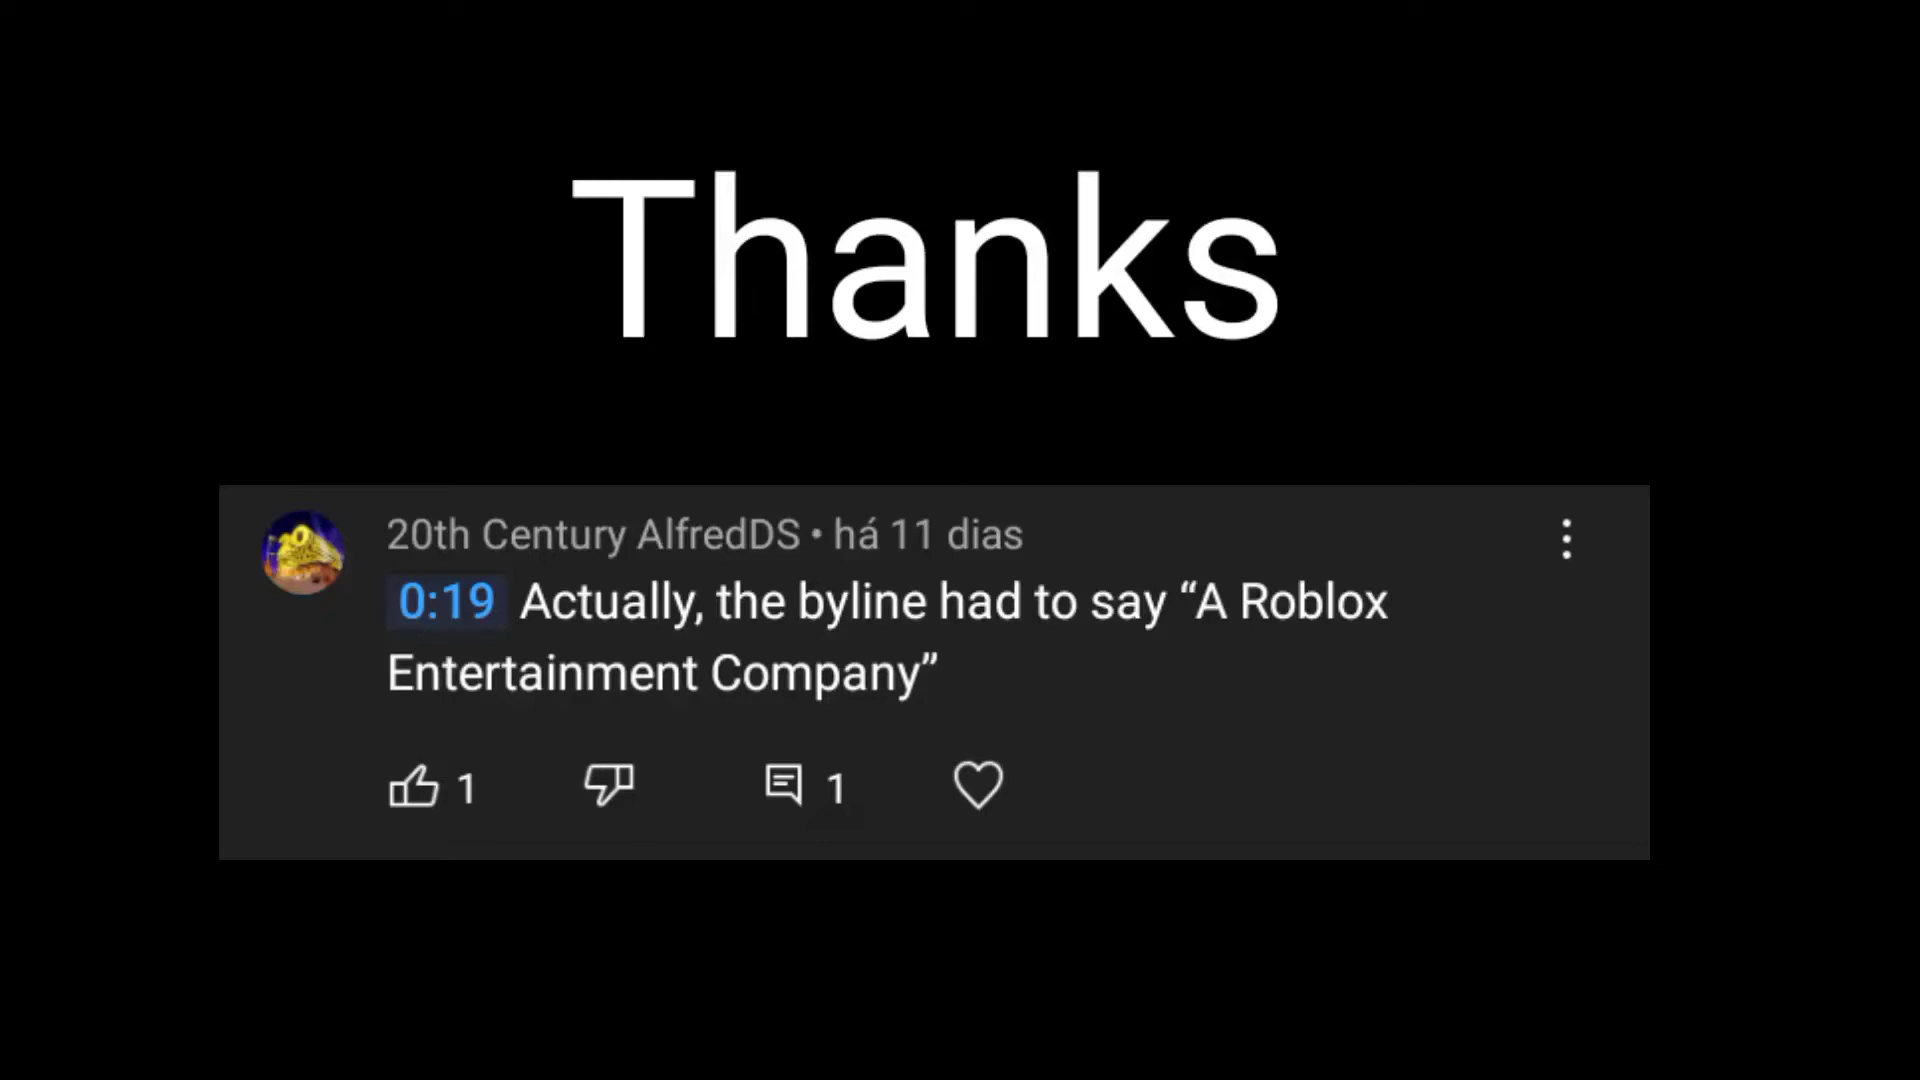 Thanks
20th Century AlfredDS • há 11 dias
0:19 Actually, the byline had to say “A Roblox
Entertainment Company”
1 1